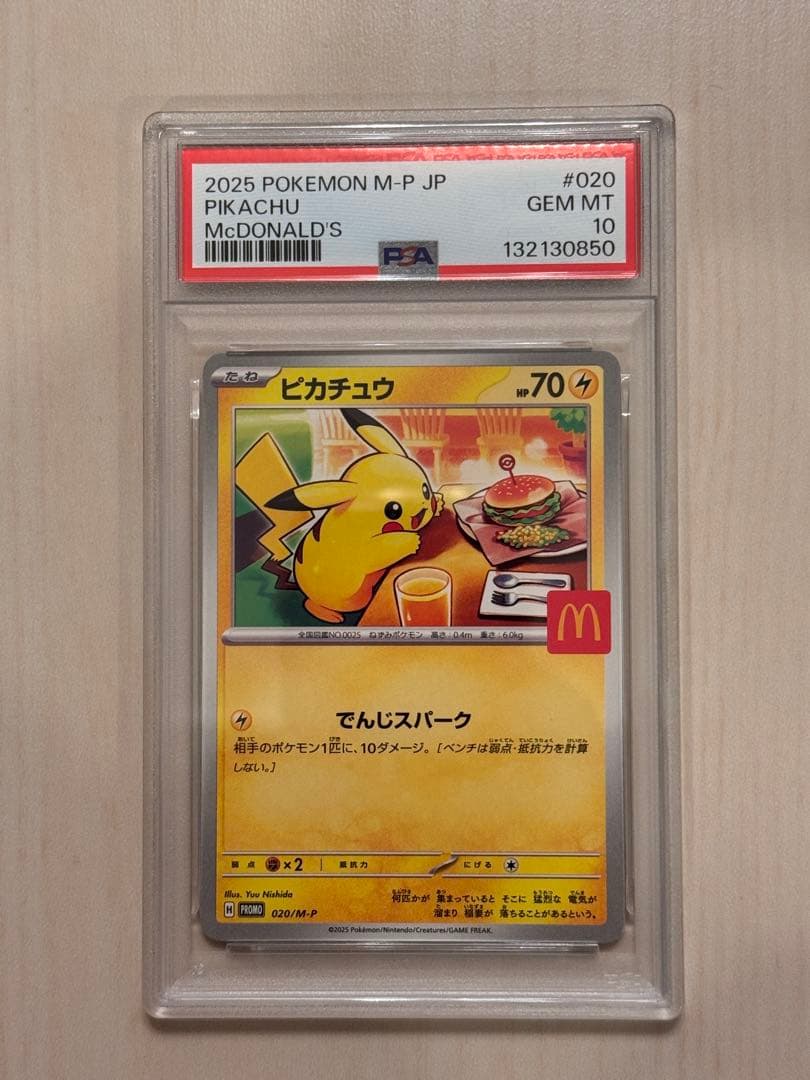 2025 POKEMON M-P JP #020
PIKACHU GEM MT
McDONALD'S 10
PSA 132130850
たね ピカチュウ HP70
全国図鑑NO.0025 ねずみポケモン 高さ:0.4m 重さ:6.0kg
でんじスパーク
相手のポケモン1匹に、10ダメージ。[ベンチは弱点・抵抗力を計算
しない。]
弱点 ×2 抵抗力 にげる
Illus. Yuu Nishida
何匹かが 集まっていると そこに 猛烈な 電気が
溜まり 稲妻が 落ちることがあるという。
H PROMO 020/M-P
©2025 Pokémon/Nintendo/Creatures/GAME FREAK.